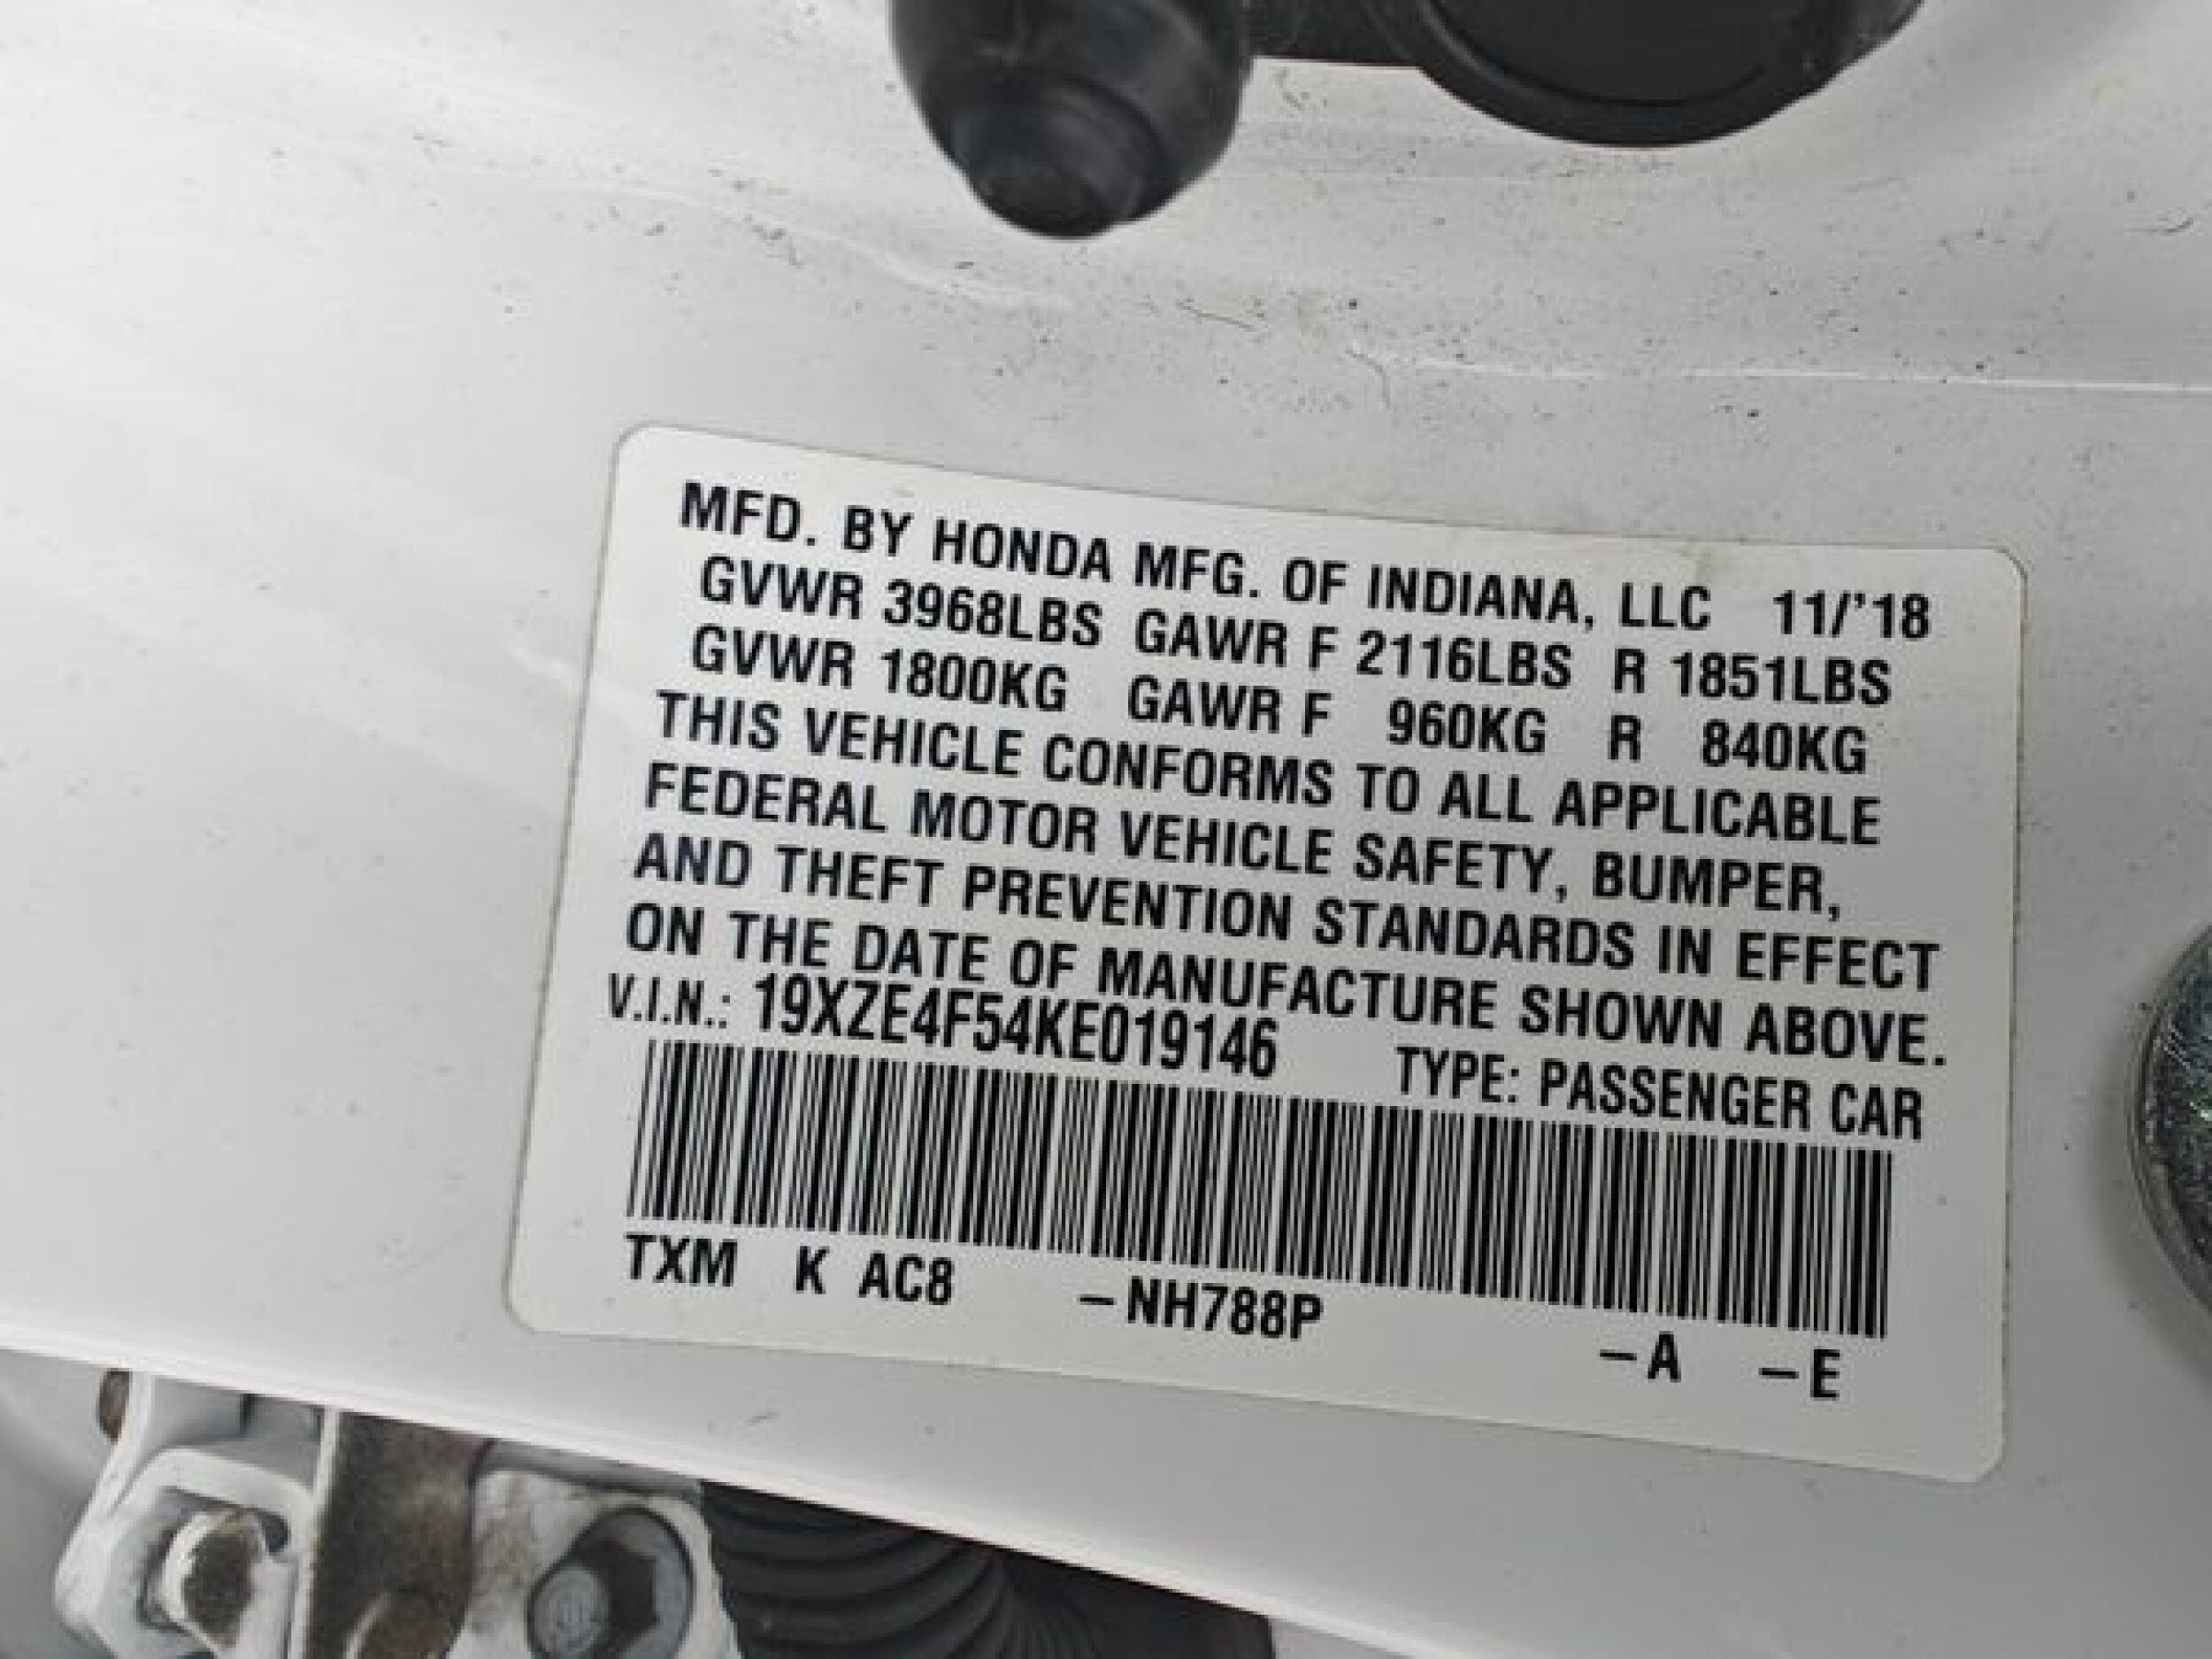 MFD. BY HONDA MFG. OF INDIANA, LLC 11/'18
GVWR 3968LBS GAWR F 2116LBS R 1851LBS
GVWR 1800KG GAWR F 960KG R 840KG
THIS VEHICLE CONFORMS TO ALL APPLICABLE
FEDERAL MOTOR VEHICLE SAFETY, BUMPER,
AND THEFT PREVENTION STANDARDS IN EFFECT
ON THE DATE OF MANUFACTURE SHOWN ABOVE.
V.I.N.: 19XZE4F54KE019146 TYPE: PASSENGER CAR
TXM K AC8 –NH788P –A –E